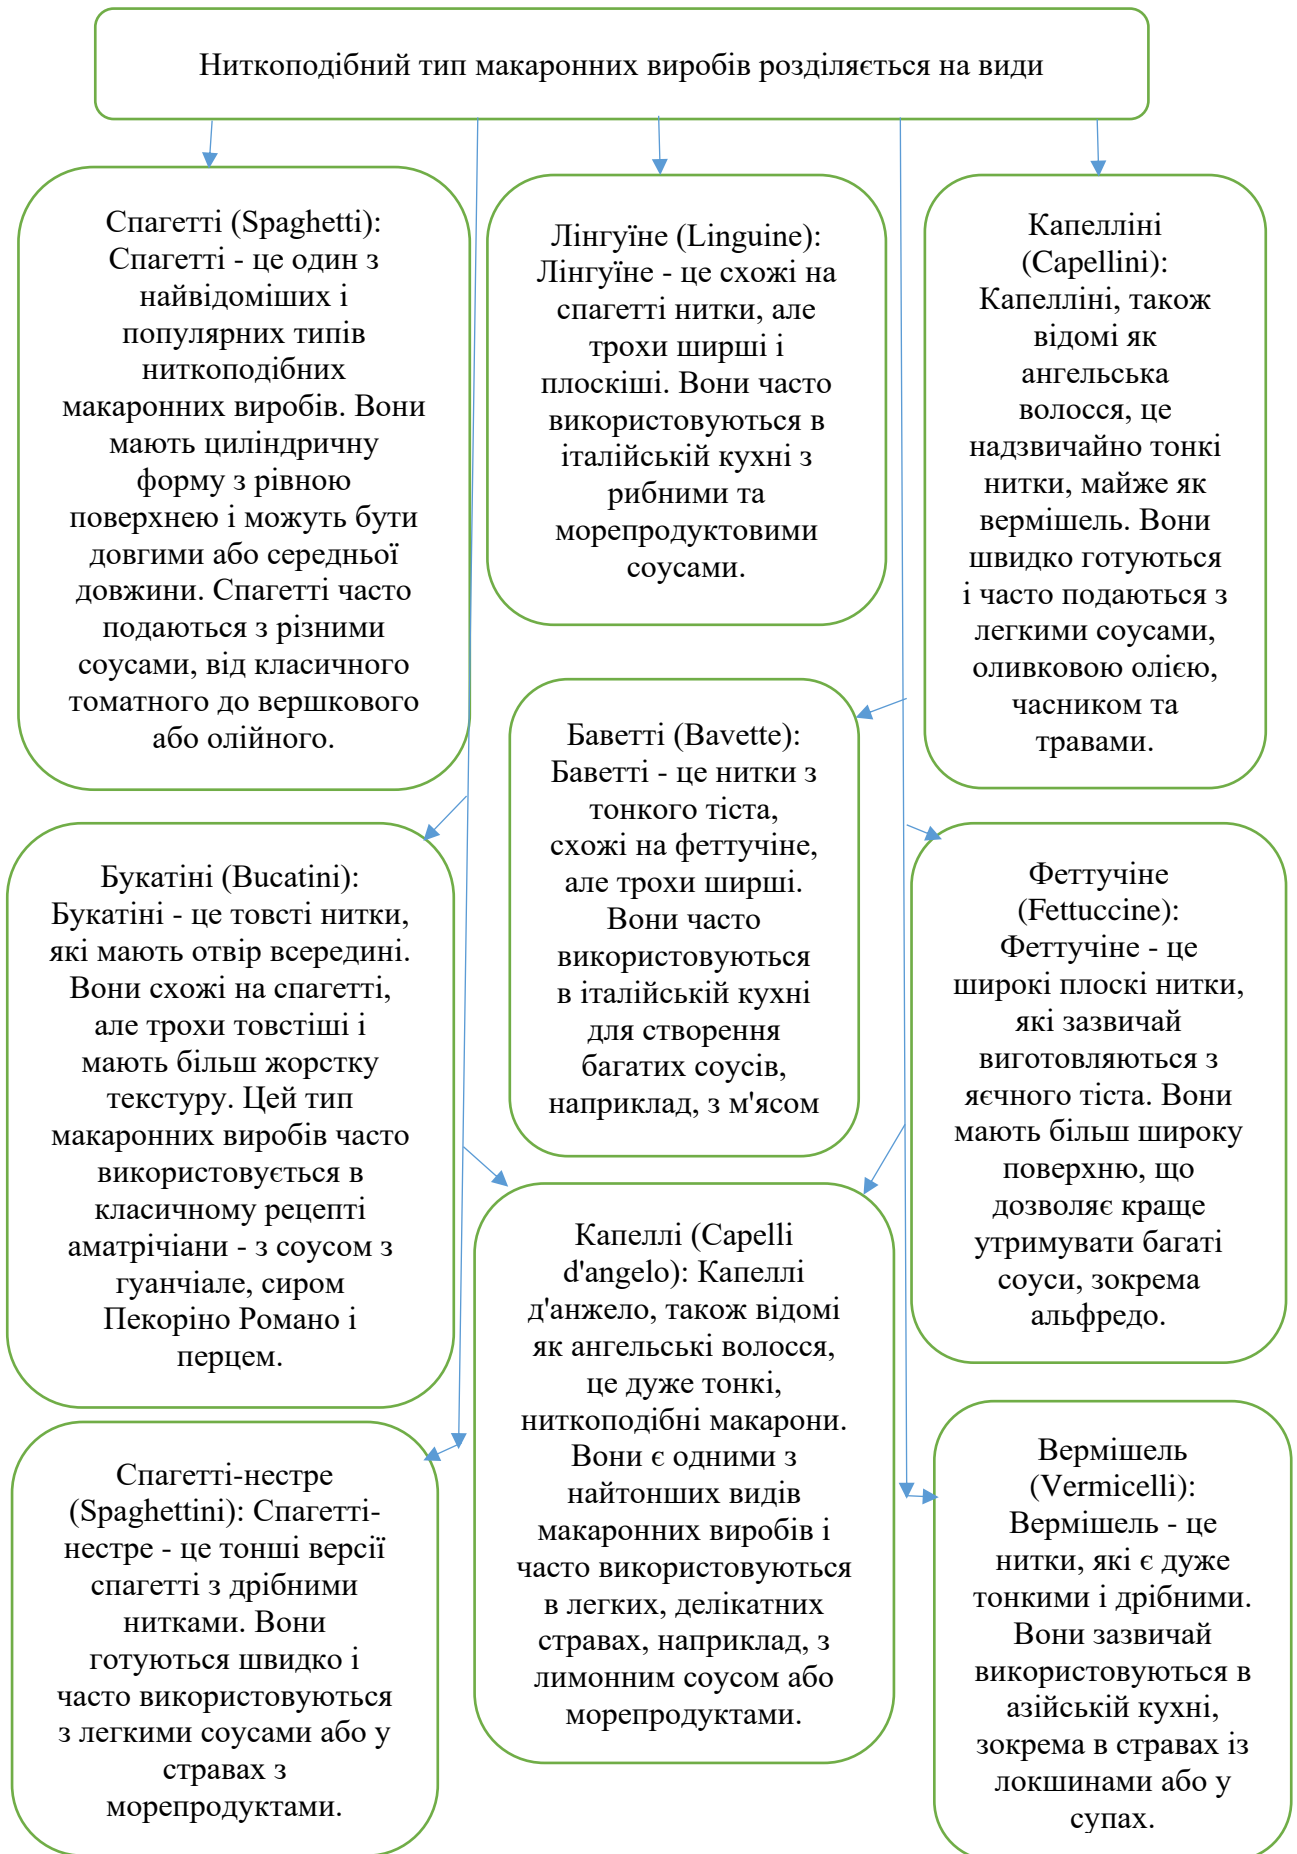 Ниткоподібний тип макаронних виробів розділяється на види
Спагетті (Spaghetti):
Спагетті - це один з
найвідоміших і
популярних типів
ниткоподібних
макаронних виробів. Вони
мають циліндричну
форму з рівною
поверхнею і можуть бути
довгими або середньої
довжини. Спагетті часто
подаються з різними
соусами, від класичного
томатного до вершкового
або олійного.
Лінгуїне (Linguine):
Лінгуїне - це схожі на
спагетті нитки, але
трохи ширші і
плоскіші. Вони часто
використовуються в
італійській кухні з
рибними та
морепродуктовими
соусами.
Капелліні
(Capellini):
Капелліні, також
відомі як
ангельська
волосся, це
надзвичайно тонкі
нитки, майже як
вермішель. Вони
швидко готуються
і часто подаються з
легкими соусами,
оливковою олією,
часником та
травами.
Баветті (Bavette):
Баветті - це нитки з
тонкого тіста,
схожі на феттучіне,
але трохи ширші.
Вони часто
використовуються
в італійській кухні
для створення
багатих соусів,
наприклад, з м'ясом
Букатіні (Bucatini):
Букатіні - це товсті нитки,
які мають отвір всередині.
Вони схожі на спагетті,
але трохи товстіші і
мають більш жорстку
текстуру. Цей тип
макаронних виробів часто
використовується в
класичному рецепті
аматрічіани - з соусом з
гуанчіале, сиром
Пекоріно Романо і
перцем.
Феттучіне
(Fettuccine):
Феттучіне - це
широкі плоскі нитки,
які зазвичай
виготовляються з
яєчного тіста. Вони
мають більш широку
поверхню, що
дозволяє краще
утримувати багаті
соуси, зокрема
альфредо.
Капеллі (Capelli
d'angelo): Капеллі
д'анжело, також відомі
як ангельські волосся,
це дуже тонкі,
ниткоподібні макарони.
Вони є одними з
найтонших видів
макаронних виробів і
часто використовуються
в легких, делікатних
стравах, наприклад, з
лимонним соусом або
морепродуктами.
Спагетті-нестре
(Spaghettini): Спагетті-
нестре - це тонші версії
спагетті з дрібними
нитками. Вони
готуються швидко і
часто використовуються
з легкими соусами або у
стравах з
морепродуктами.
Вермішель
(Vermicelli):
Вермішель - це
нитки, які є дуже
тонкими і дрібними.
Вони зазвичай
використовуються в
азійській кухні,
зокрема в стравах із
локшинами або у
супах.